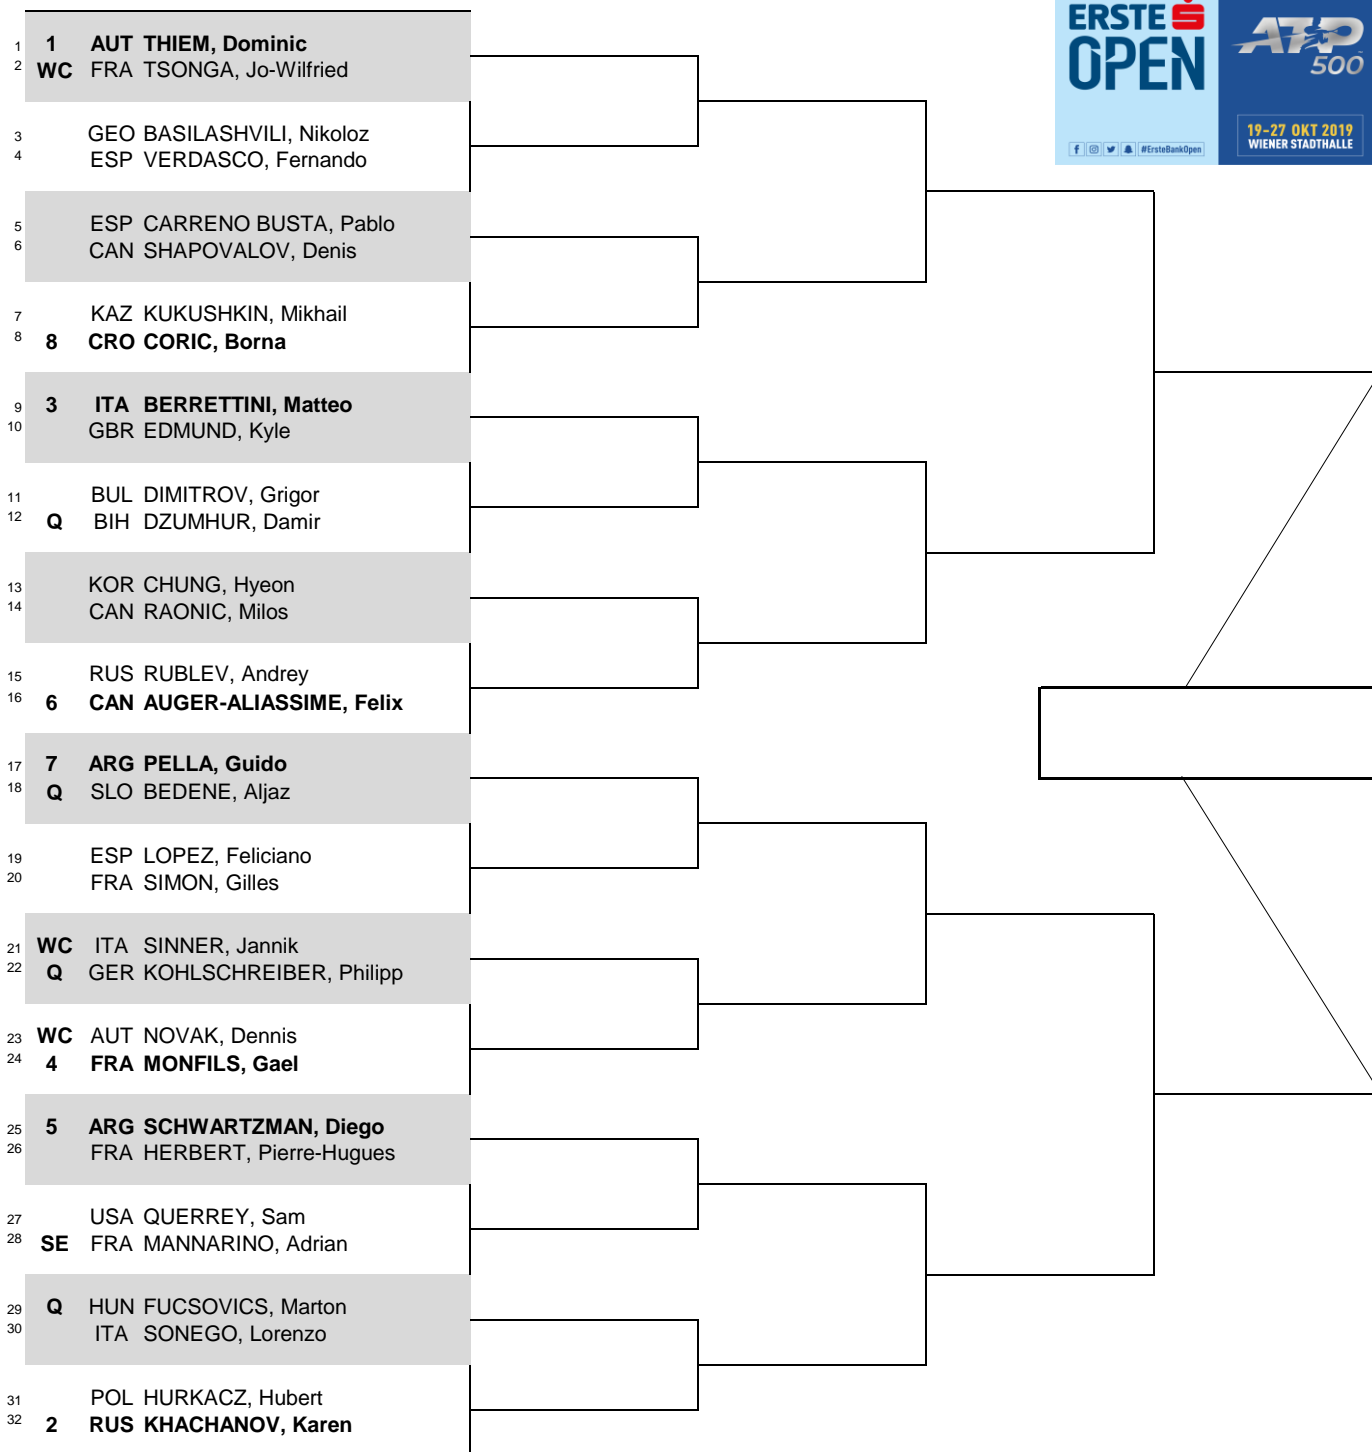 ERSTE S
OPEN
ATP
500
19-27 OKT 2019
WIENER STADTHALLE
#ErsteBankOpen
1 1 AUT THIEM, Dominic
2 WC FRA TSONGA, Jo-Wilfried
3 GEO BASILASHVILI, Nikoloz
4 ESP VERDASCO, Fernando
5 ESP CARRENO BUSTA, Pablo
6 CAN SHAPOVALOV, Denis
7 KAZ KUKUSHKIN, Mikhail
8 8 CRO CORIC, Borna
9 3 ITA BERRETTINI, Matteo
10 GBR EDMUND, Kyle
11 BUL DIMITROV, Grigor
12 Q BIH DZUMHUR, Damir
13 KOR CHUNG, Hyeon
14 CAN RAONIC, Milos
15 RUS RUBLEV, Andrey
16 6 CAN AUGER-ALIASSIME, Felix
17 7 ARG PELLA, Guido
18 Q SLO BEDENE, Aljaz
19 ESP LOPEZ, Feliciano
20 FRA SIMON, Gilles
21 WC ITA SINNER, Jannik
22 Q GER KOHLSCHREIBER, Philipp
23 WC AUT NOVAK, Dennis
24 4 FRA MONFILS, Gael
25 5 ARG SCHWARTZMAN, Diego
26 FRA HERBERT, Pierre-Hugues
27 USA QUERREY, Sam
28 SE FRA MANNARINO, Adrian
29 Q HUN FUCSOVICS, Marton
30 ITA SONEGO, Lorenzo
31 POL HURKACZ, Hubert
32 2 RUS KHACHANOV, Karen